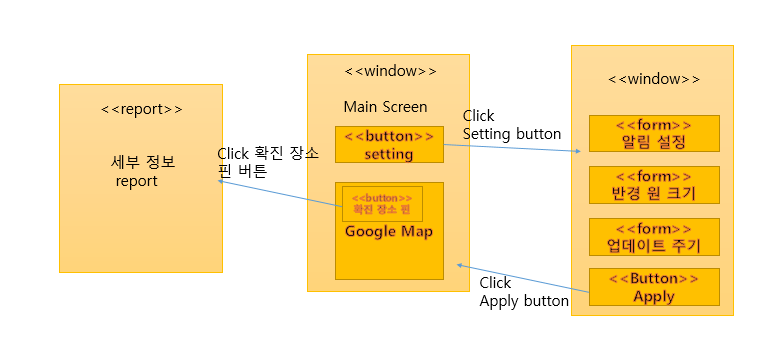 <<report>>
세부 정보
report
Click 확진 장소
핀 버튼
<<window>>
Main Screen
<<button>>
setting
<<button>>
확진 장소 핀
Google Map
Click
Setting button
<<window>>
<<form>>
알림 설정
<<form>>
반경 원 크기
<<form>>
업데이트 주기
<<Button>>
Apply
Click
Apply button